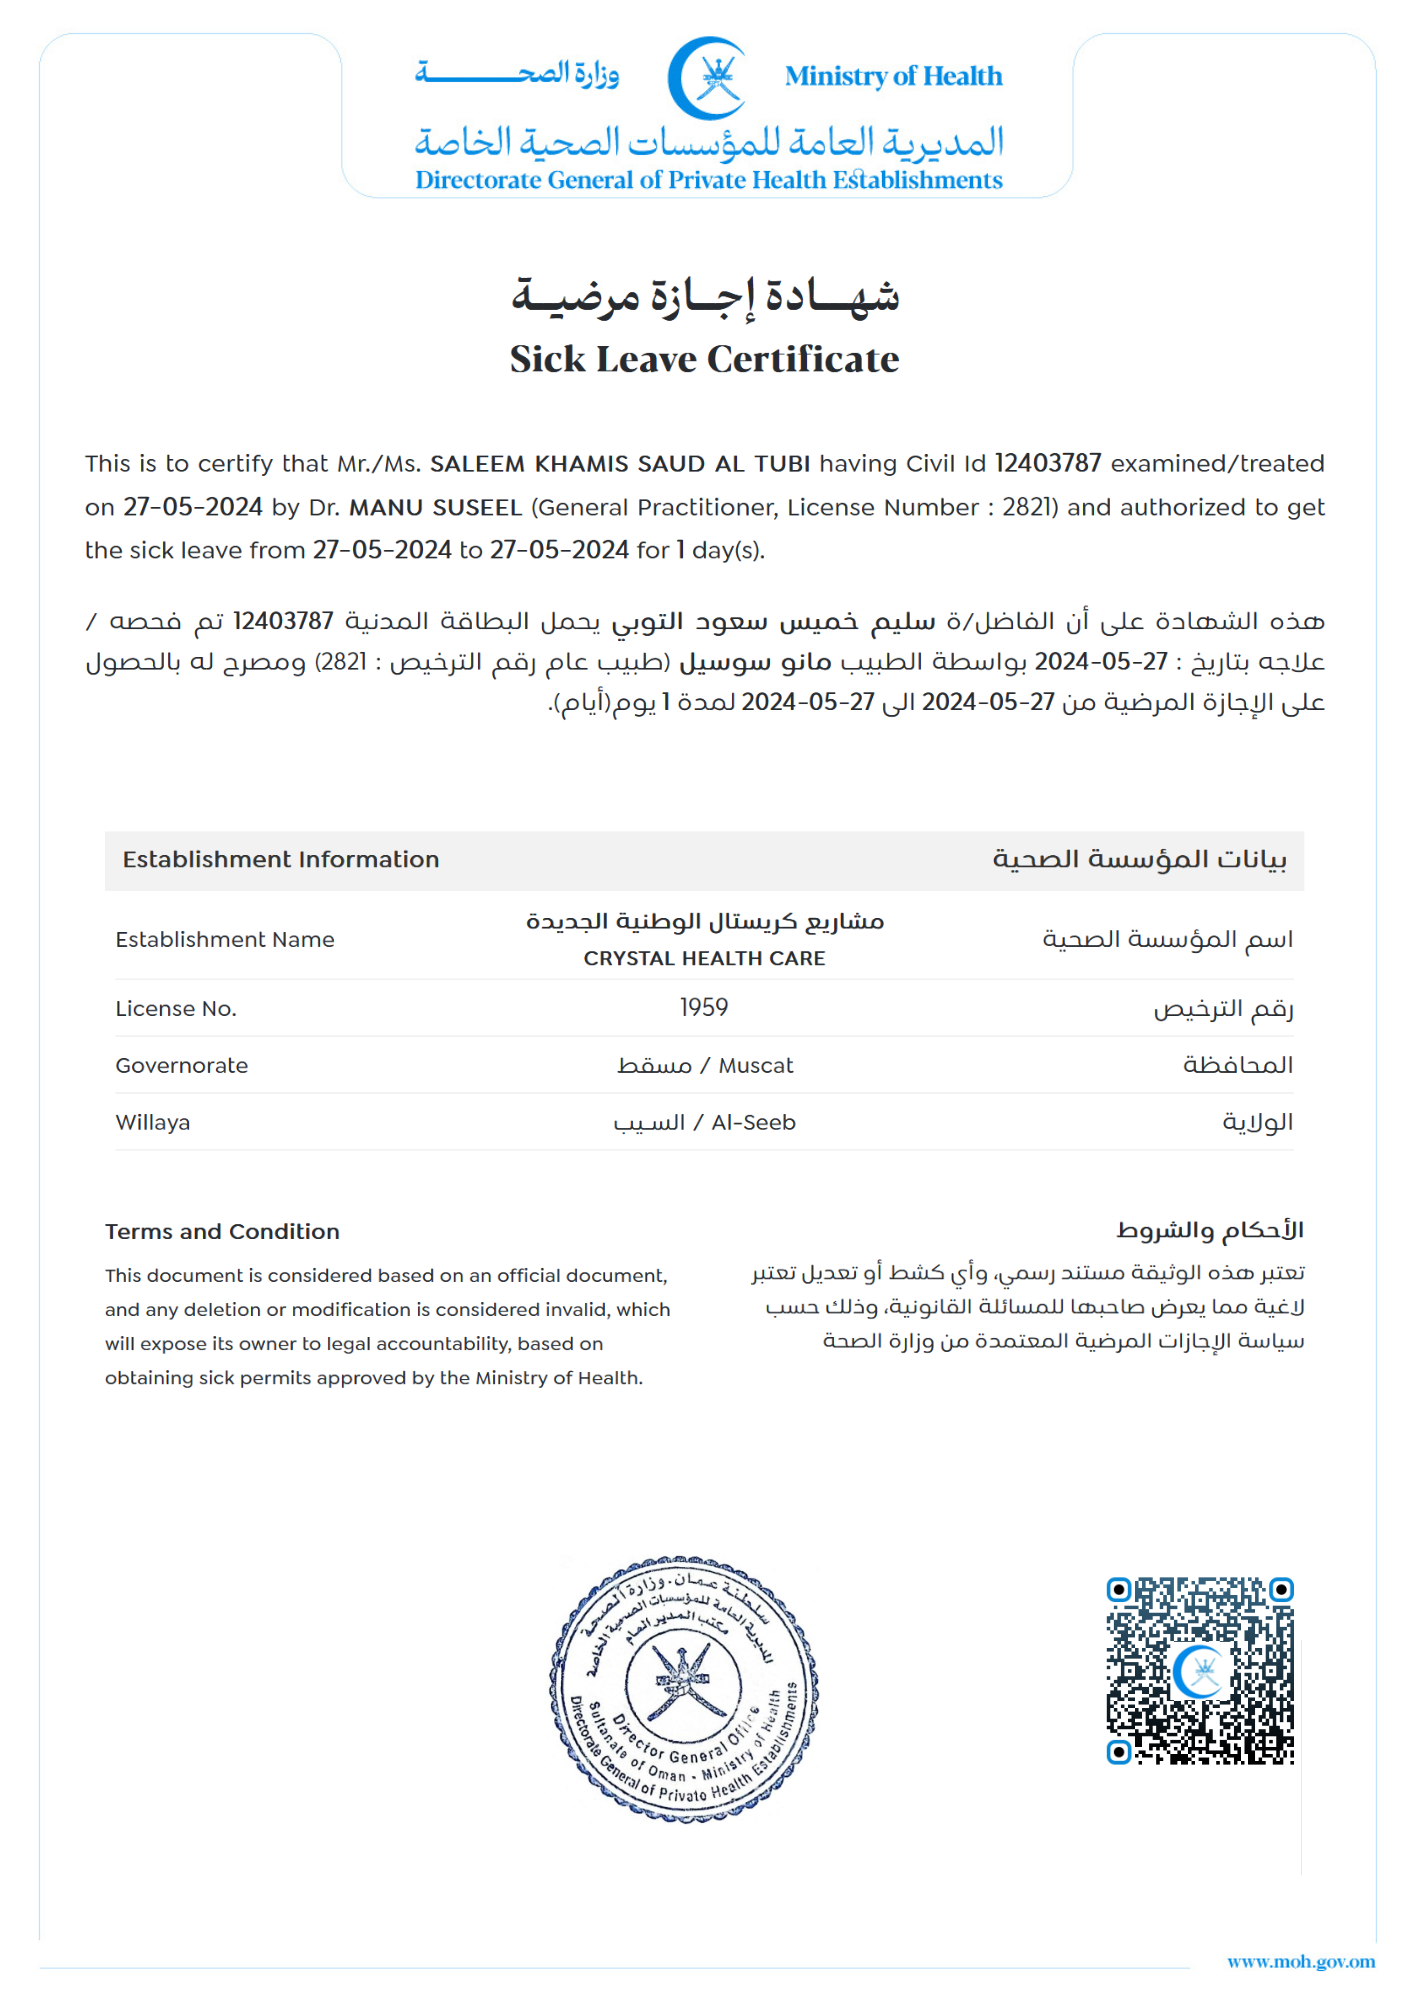 وزارة الصحــــــــــة
Ministry of Health
المديرية العامة للمؤسسات الصحية الخاصة
Directorate General of Private Health Establishments
شهـــادة إجــازة مرضيــة
Sick Leave Certificate
This is to certify that Mr./Ms. SALEEM KHAMIS SAUD AL TUBI having Civil Id 12403787 examined/treated
on 27-05-2024 by Dr. MANU SUSEEL (General Practitioner, License Number : 2821) and authorized to get
the sick leave from 27-05-2024 to 27-05-2024 for 1 day(s).
هذه الشهادة على أن الفاضل/ة سليم خميس سعود التوبي يحمل البطاقة المدنية 12403787 تم فحصه /
علاجه بتاريخ : 27-05-2024 بواسطة الطبيب مانو سوسيل (طبيب عام رقم الترخيص : 2821) ومصرح له بالحصول
على الإجازة المرضية من 27-05-2024 الى 27-05-2024 لمدة 1 يوم(أيام).
Establishment Information بيانات المؤسسة الصحية
مشاريع كريستال الوطنية الجديدة
Establishment Name CRYSTAL HEALTH CARE اسم المؤسسة الصحية
License No. 1959 رقم الترخيص
Governorate مسقط / Muscat المحافظة
Willaya السيب / Al-Seeb الولاية
Terms and Condition
This document is considered based on an official document,
and any deletion or modification is considered invalid, which
will expose its owner to legal accountability, based on
obtaining sick permits approved by the Ministry of Health.
الأحكام والشروط
تعتبر هذه الوثيقة مستند رسمي، وأي كشط أو تعديل تعتبر
لاغية مما يعرض صاحبها للمسائلة القانونية، وذلك حسب
سياسة الإجازات المرضية المعتمدة من وزارة الصحة
سلطنة عمان - وزارة الصحة
المديرية العامة للمؤسسات الصحية الخاصة
مكتب المدير العام
Director General Office
Sultanate of Oman - Ministry of Health
Directorate General of Private Health Establishments
www.moh.gov.om